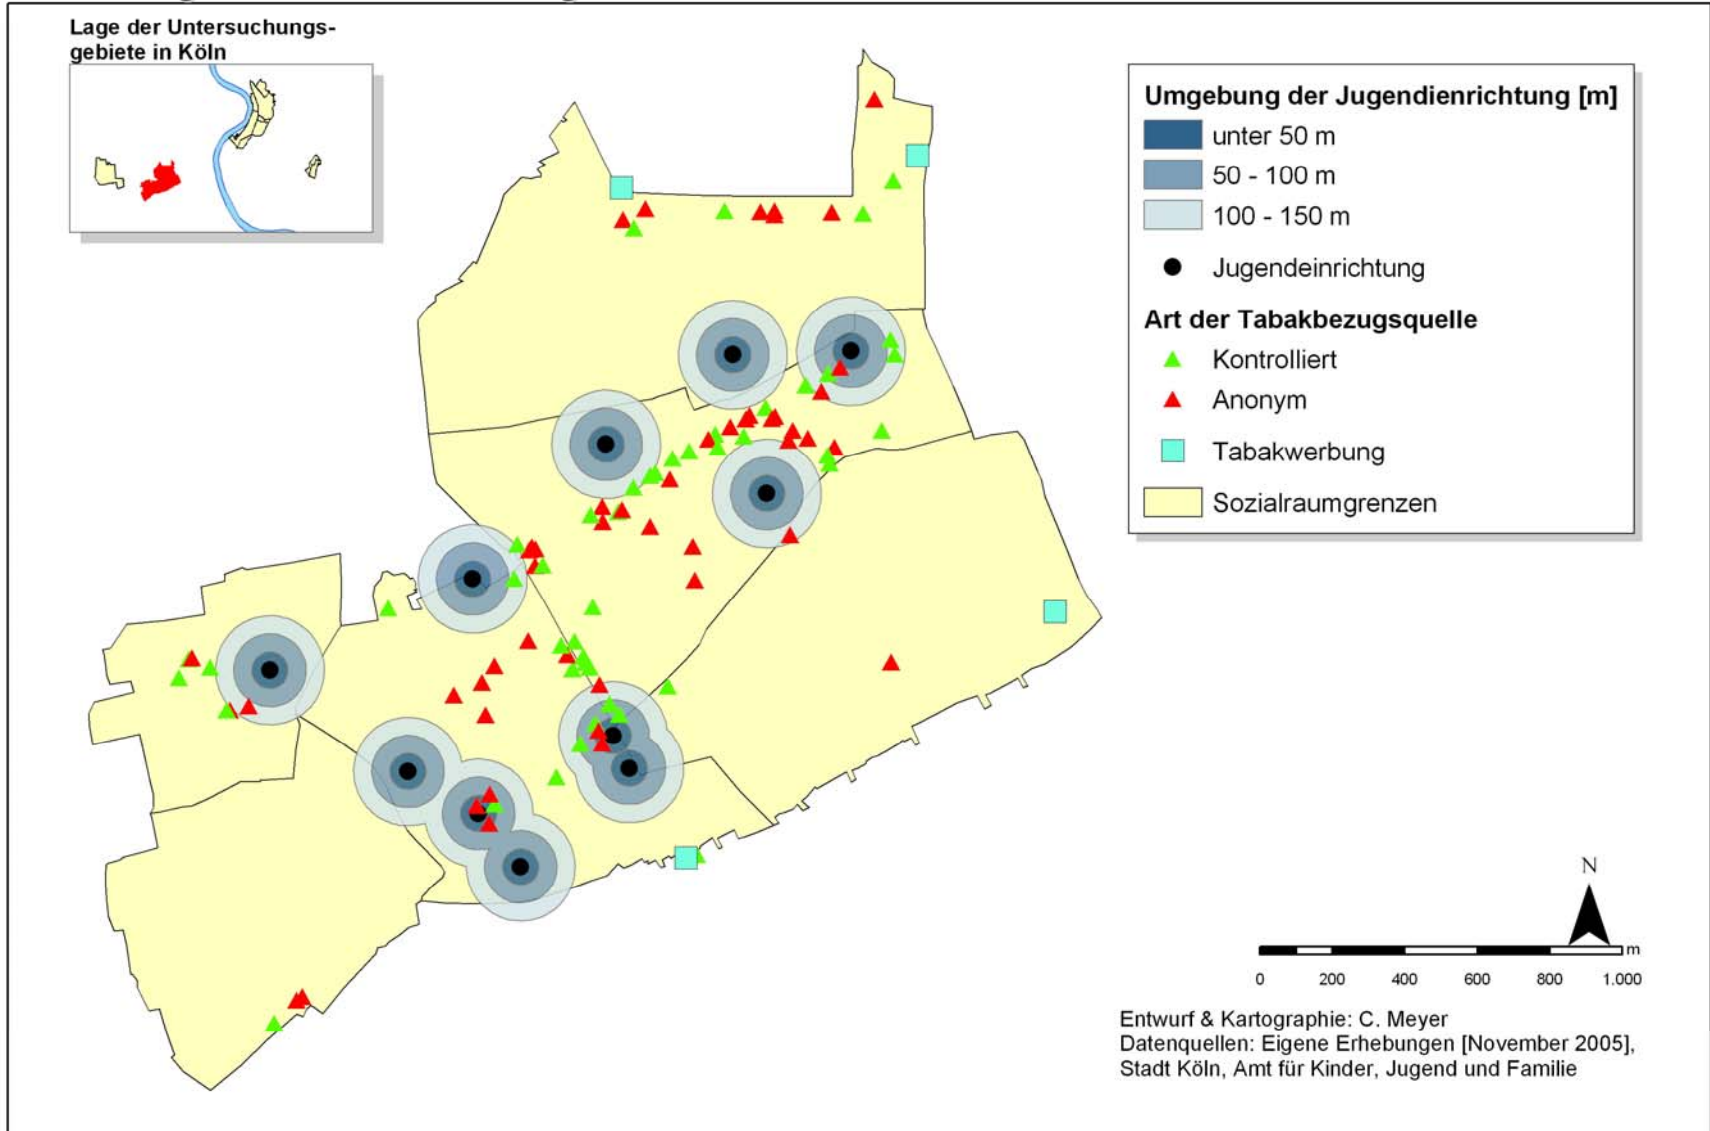 Lage der Untersuchungs-
gebiete in Köln
Umgebung der Jugendienrichtung [m]
unter 50 m
50 - 100 m
100 - 150 m
Jugendeinrichtung
Art der Tabakbezugsquelle
Kontrolliert
Anonym
Tabakwerbung
Sozialraumgrenzen
N
m
0 200 400 600 800 1.000
Entwurf & Kartographie: C. Meyer
Datenquellen: Eigene Erhebungen [November 2005],
Stadt Köln, Amt für Kinder, Jugend und Familie